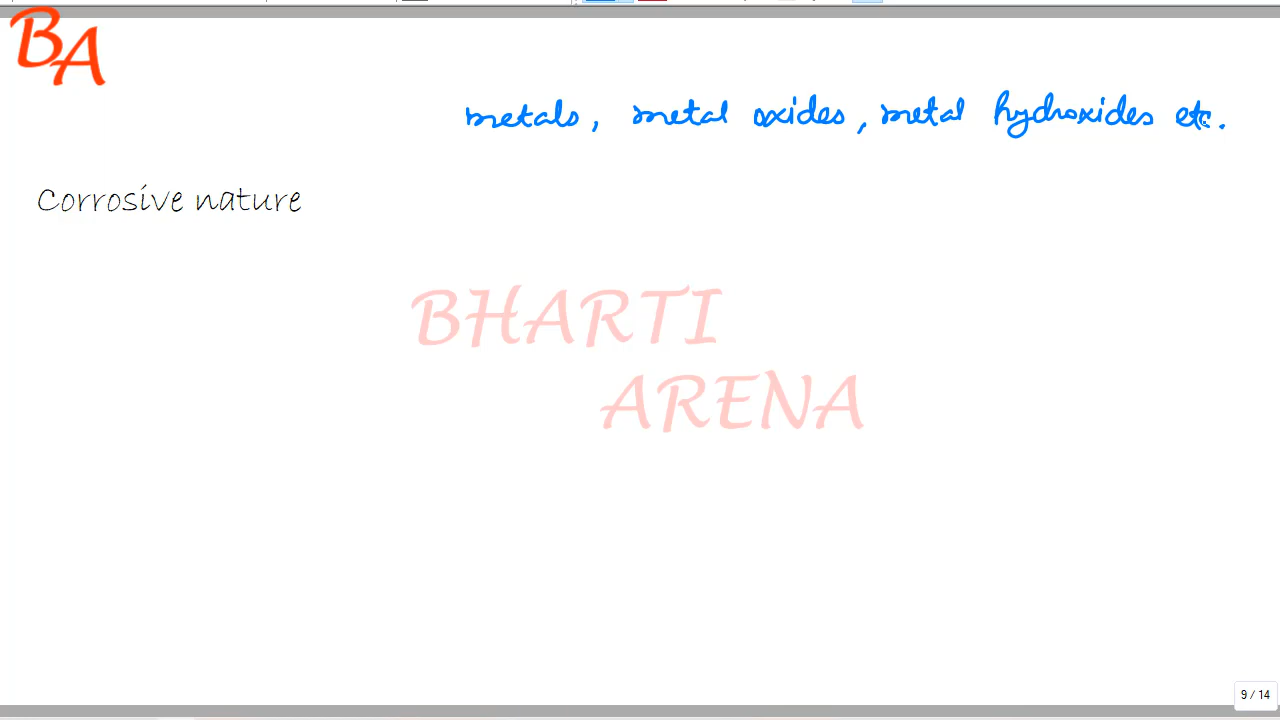 BA
metals, metal oxides, metal hydroxides etc.
Corrosive nature
BHARTI
ARENA
9 / 14